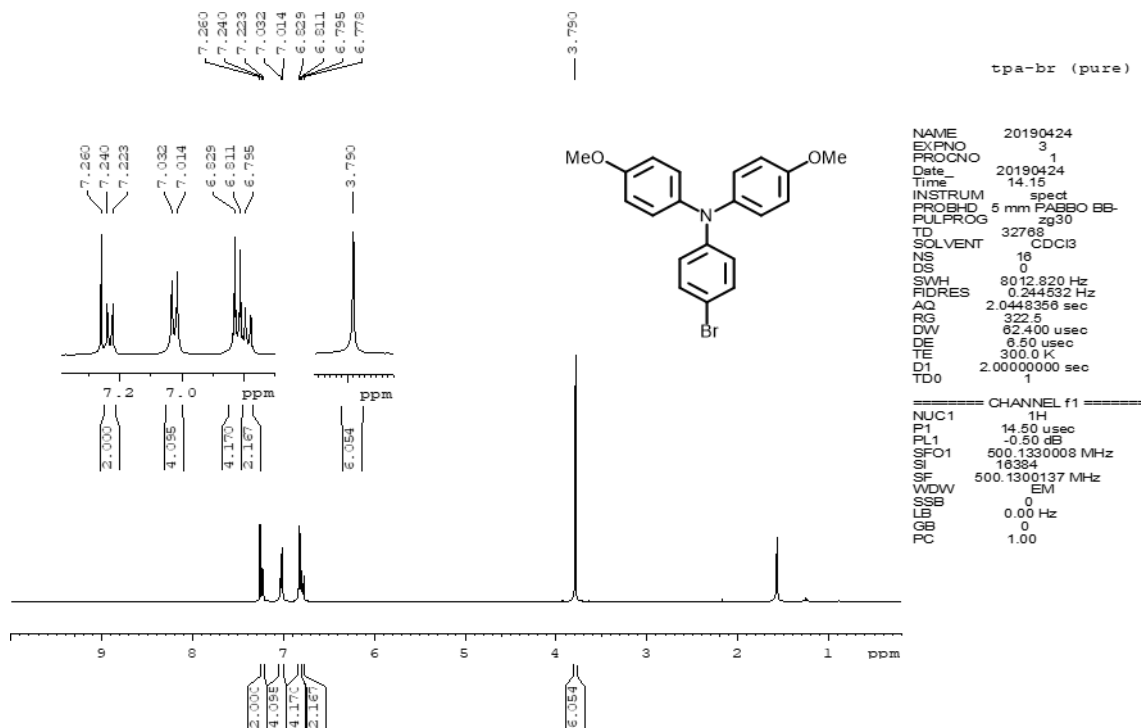 7.260
7.240
7.223
7.032
7.014
6.829
6.811
6.795
6.778
3.790
tpa-br (pure)
7.260
7.240
7.223
7.032
7.014
6.829
6.811
6.795
3.790
7.2 7.0 ppm
ppm
2.000
4.095
4.170
2.167
6.054
MeO
OMe
N
Br
NAME 20190424
EXPNO 3
PROCNO 1
Date_ 20190424
Time 14.15
INSTRUM spect
PROBHD 5 mm PABBO BB-
PULPROG zg30
TD 32768
SOLVENT CDCl3
NS 16
DS 0
SWH 8012.820 Hz
FIDRES 0.244532 Hz
AQ 2.0448356 sec
RG 322.5
DW 62.400 usec
DE 6.50 usec
TE 300.0 K
D1 2.00000000 sec
TD0 1
======== CHANNEL f1 ========
NUC1 1H
P1 14.50 usec
PL1 -0.50 dB
SFO1 500.1330008 MHz
SI 16384
SF 500.1300137 MHz
WDW EM
SSB 0
LB 0.00 Hz
GB 0
PC 1.00
9 8 7 6 5 4 3 2 1 ppm
2.000
4.095
4.170
2.167
6.054